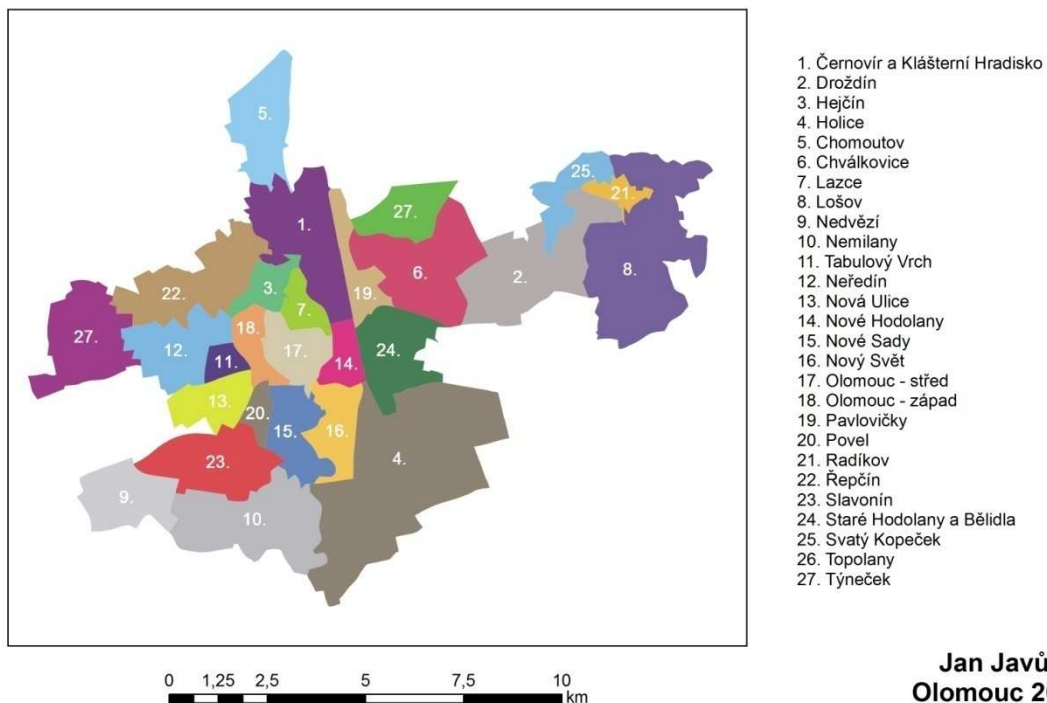 5.
25.
21.
27.
1.
6.
2.
8.
3.
22.
19.
7.
27.
18.
12.
17.
24.
11.
14.
13.
20.
15.
16.
4.
23.
9.
10.
1. Černovír a Klášterní Hradisko
2. Droždín
3. Hejčín
4. Holice
5. Chomoutov
6. Chválkovice
7. Lazce
8. Lošov
9. Nedvězí
10. Nemilany
11. Tabulový Vrch
12. Neředín
13. Nová Ulice
14. Nové Hodolany
15. Nové Sady
16. Nový Svět
17. Olomouc - střed
18. Olomouc - západ
19. Pavlovičky
20. Povel
21. Radíkov
22. Řepčín
23. Slavonín
24. Staré Hodolany a Bělidla
25. Svatý Kopeček
26. Topolany
27. Týneček
0 1,25 2,5 5 7,5 10
km
Jan Javů
Olomouc 20